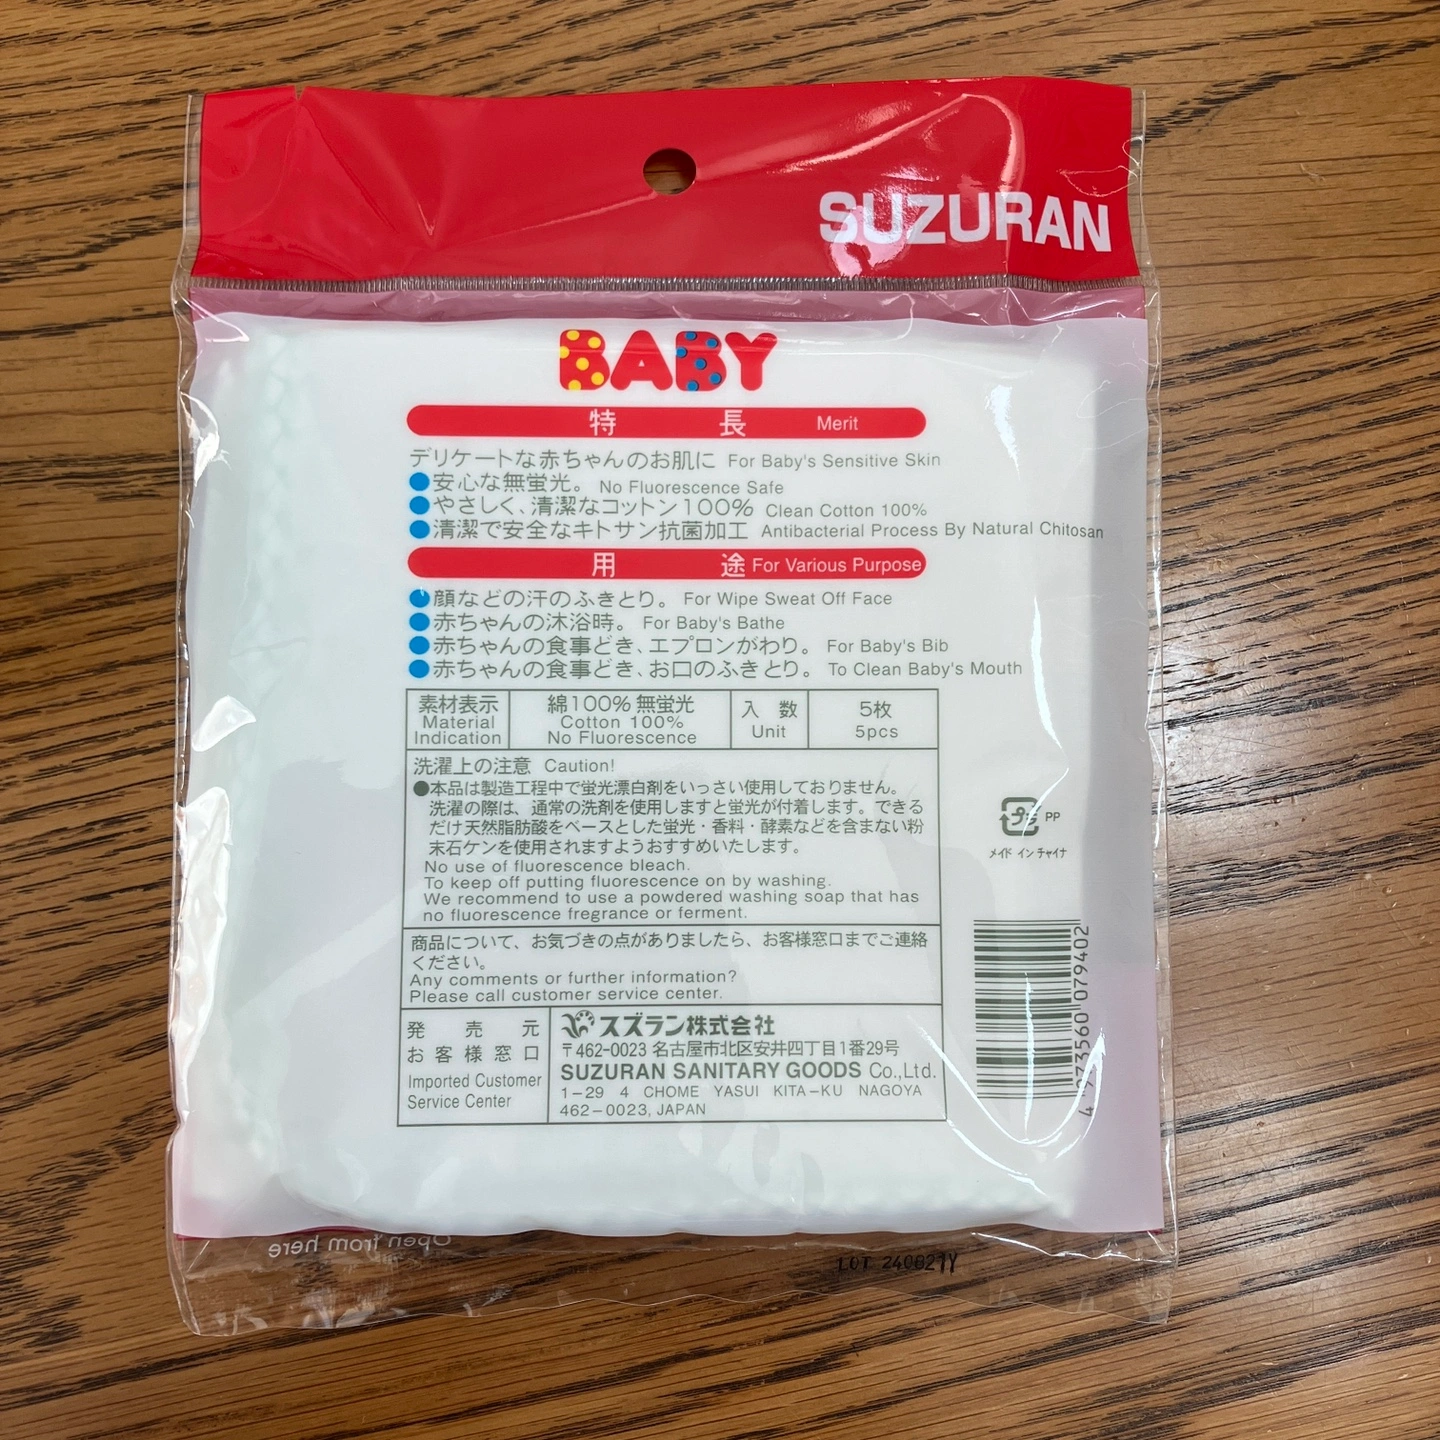 SUZURAN
BABY
特長 Merit
デリケートな赤ちゃんのお肌に For Baby's Sensitive Skin
●安心な無蛍光。 No Fluorescence Safe
●やさしく、清潔なコットン100% Clean Cotton 100%
●清潔で安全なキトサン抗菌加工 Antibacterial Process By Natural Chitosan
用途 For Various Purpose
●顔などの汗のふきとり。 For Wipe Sweat Off Face
●赤ちゃんの沐浴時。 For Baby's Bathe
●赤ちゃんの食事どき、エプロンがわり。 For Baby's Bib
●赤ちゃんの食事どき、お口のふきとり。 To Clean Baby's Mouth
素材表示
Material
Indication
綿100% 無蛍光
Cotton 100%
No Fluorescence
入数
Unit
5枚
5pcs
洗濯上の注意 Caution!
●本品は製造工程中で蛍光漂白剤をいっさい使用しておりません。
洗濯の際は、通常の洗剤を使用しますと蛍光が付着します。できる
だけ天然脂肪酸をベースとした蛍光・香料・酵素などを含まない粉
末石ケンを使用されますようおすすめいたします。
No use of fluorescence bleach.
To keep off putting fluorescence on by washing.
We recommend to use a powdered washing soap that has
no fluorescence fregrance or ferment.
商品について、お気づきの点がありましたら、お客様窓口までご連絡
ください。
Any comments or further information?
Please call customer service center.
発売元
お客様窓口
Imported Customer
Service Center
スズラン株式会社
〒462-0023 名古屋市北区安井四丁目1番29号
SUZURAN SANITARY GOODS Co.,Ltd.
1-29 4 CHOME YASUI KITA-KU NAGOYA
462-0023, JAPAN
プラ PP
メイド イン チャイナ
4 973560 079402
Open from here
LOT 240621Y